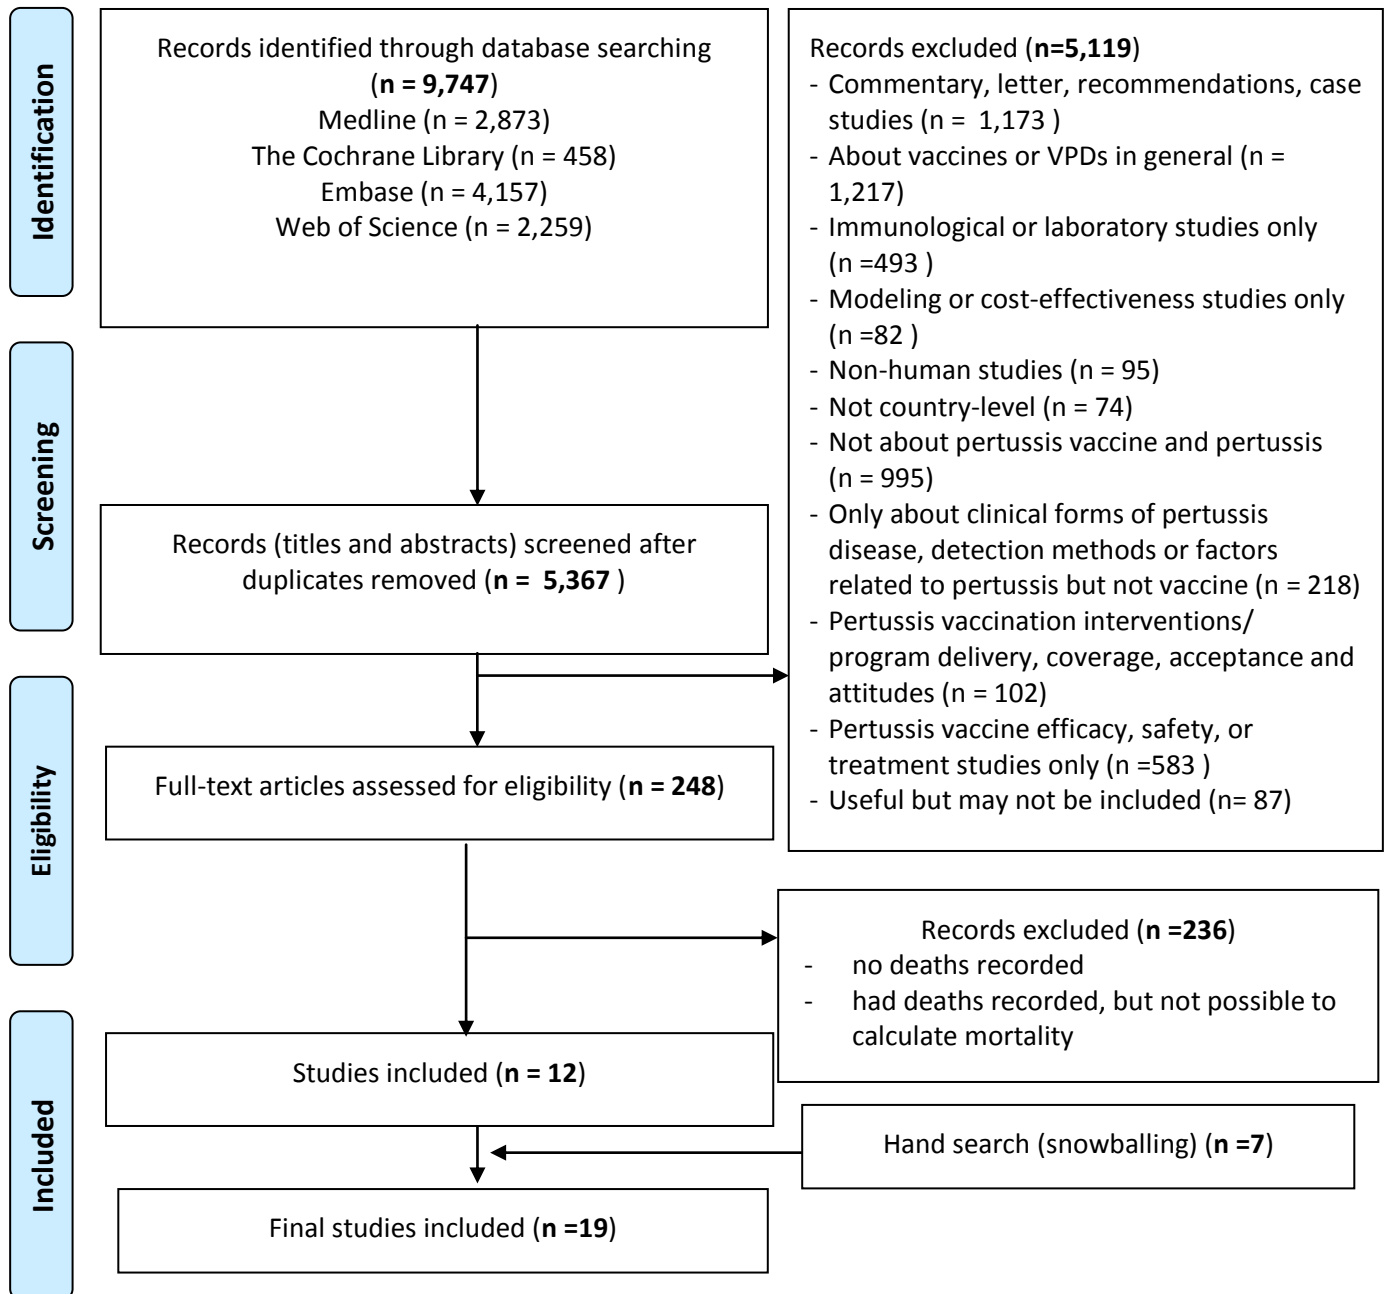 Identification
Records identified through database searching
(n = 9,747)
Medline (n = 2,873)
The Cochrane Library (n = 458)
Embase (n = 4,157)
Web of Science (n = 2,259)
Records excluded (n=5,119)
- Commentary, letter, recommendations, case
studies (n = 1,173 )
- About vaccines or VPDs in general (n =
1,217)
- Immunological or laboratory studies only
(n =493 )
- Modeling or cost-effectiveness studies only
(n =82 )
- Non-human studies (n = 95)
- Not country-level (n = 74)
- Not about pertussis vaccine and pertussis
(n = 995)
- Only about clinical forms of pertussis
disease, detection methods or factors
related to pertussis but not vaccine (n = 218)
- Pertussis vaccination interventions/
program delivery, coverage, acceptance and
attitudes (n = 102)
- Pertussis vaccine efficacy, safety, or
treatment studies only (n =583 )
- Useful but may not be included (n= 87)
Screening
Records (titles and abstracts) screened after
duplicates removed (n = 5,367 )
Eligibility
Full-text articles assessed for eligibility (n = 248)
Records excluded (n =236)
- no deaths recorded
- had deaths recorded, but not possible to
calculate mortality
Included
Studies included (n = 12)
Hand search (snowballing) (n =7)
Final studies included (n =19)